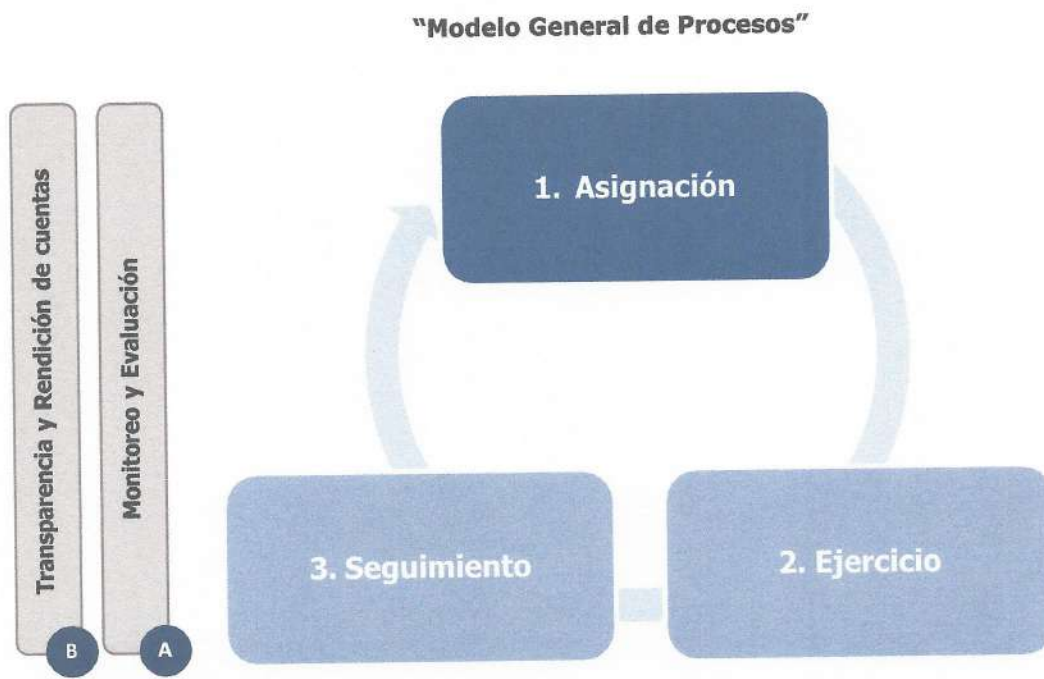 “Modelo General de Procesos”
Transparencia y Rendición de cuentas
B
Monitoreo y Evaluación
A
1. Asignación
2. Ejercicio
3. Seguimiento